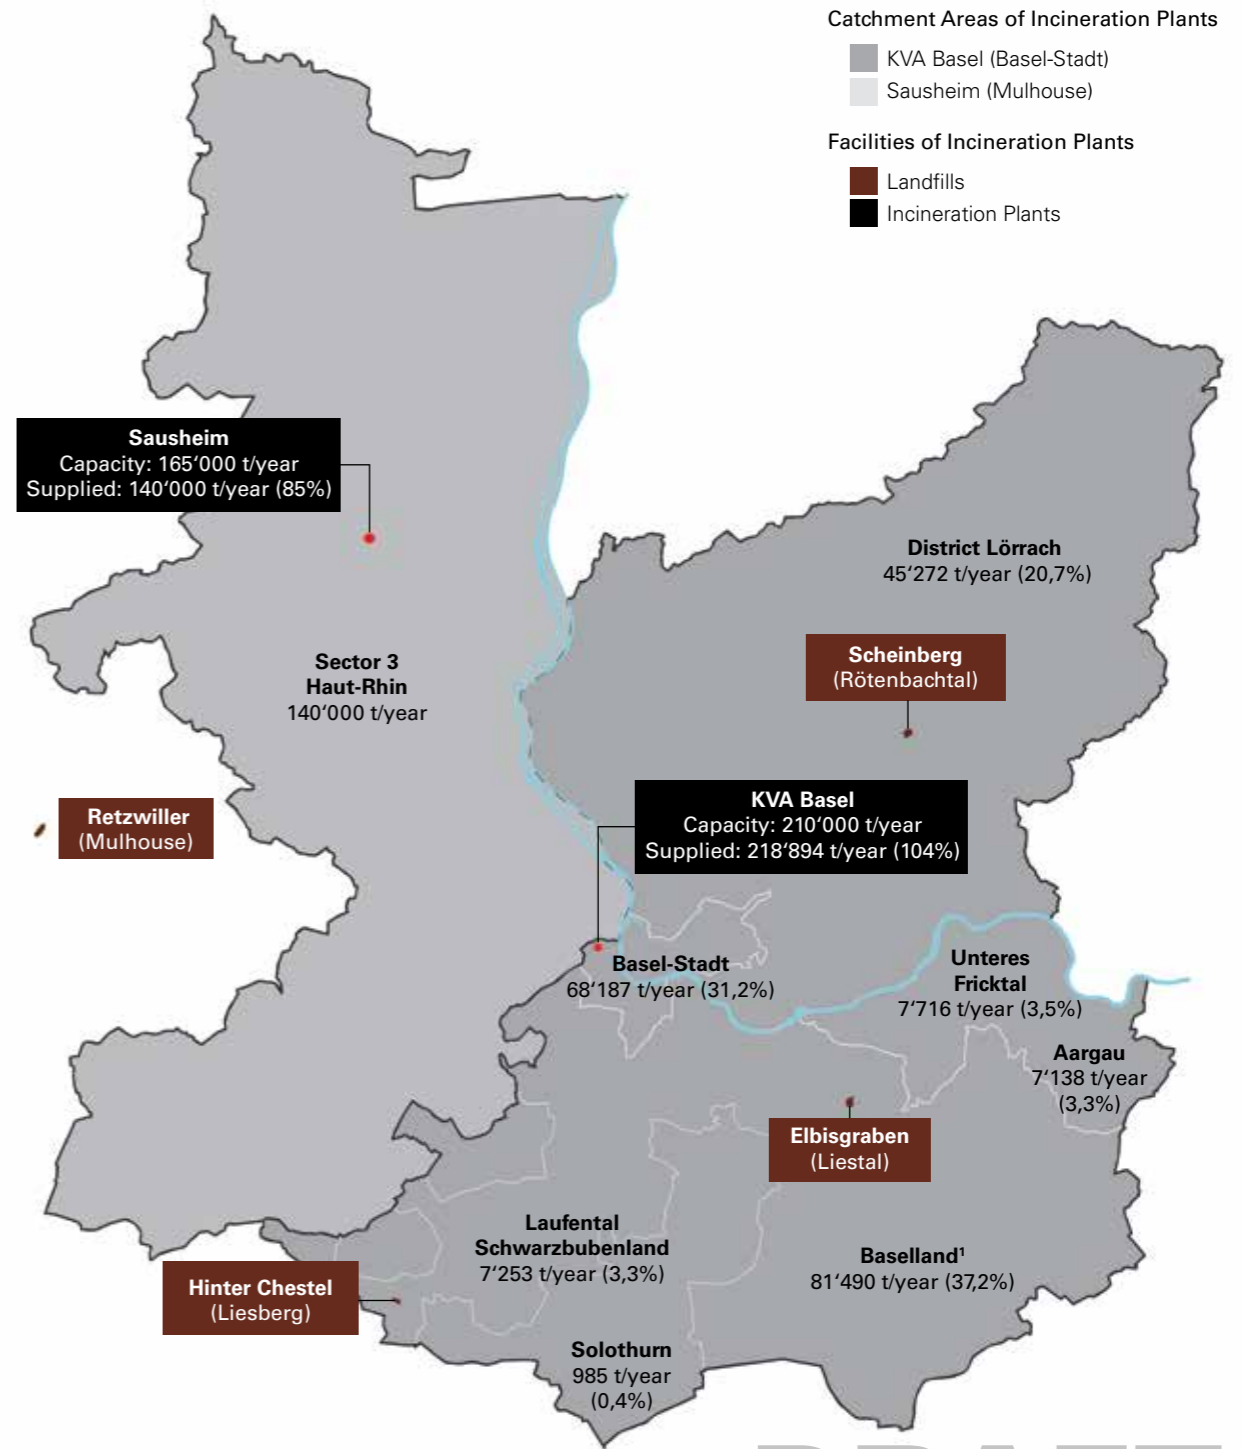 Catchment Areas of Incineration Plants
KVA Basel (Basel-Stadt)
Sausheim (Mulhouse)
Facilities of Incineration Plants
Landfills
Incineration Plants
Sausheim
Capacity: 165‘000 t/year
Supplied: 140‘000 t/year (85%)
District Lörrach
45‘272 t/year (20,7%)
Scheinberg
(Rötenbachtal)
Sector 3
Haut-Rhin
140‘000 t/year
Retzwiller
(Mulhouse)
KVA Basel
Capacity: 210‘000 t/year
Supplied: 218‘894 t/year (104%)
Basel-Stadt
68‘187 t/year (31,2%)
Unteres
Fricktal
7‘716 t/year (3,5%)
Aargau
7‘138 t/year
(3,3%)
Elbisgraben
(Liestal)
Laufental
Schwarzbubenland
7‘253 t/year (3,3%)
Baselland¹
81‘490 t/year (37,2%)
Hinter Chestel
(Liesberg)
Solothurn
985 t/year
(0,4%)